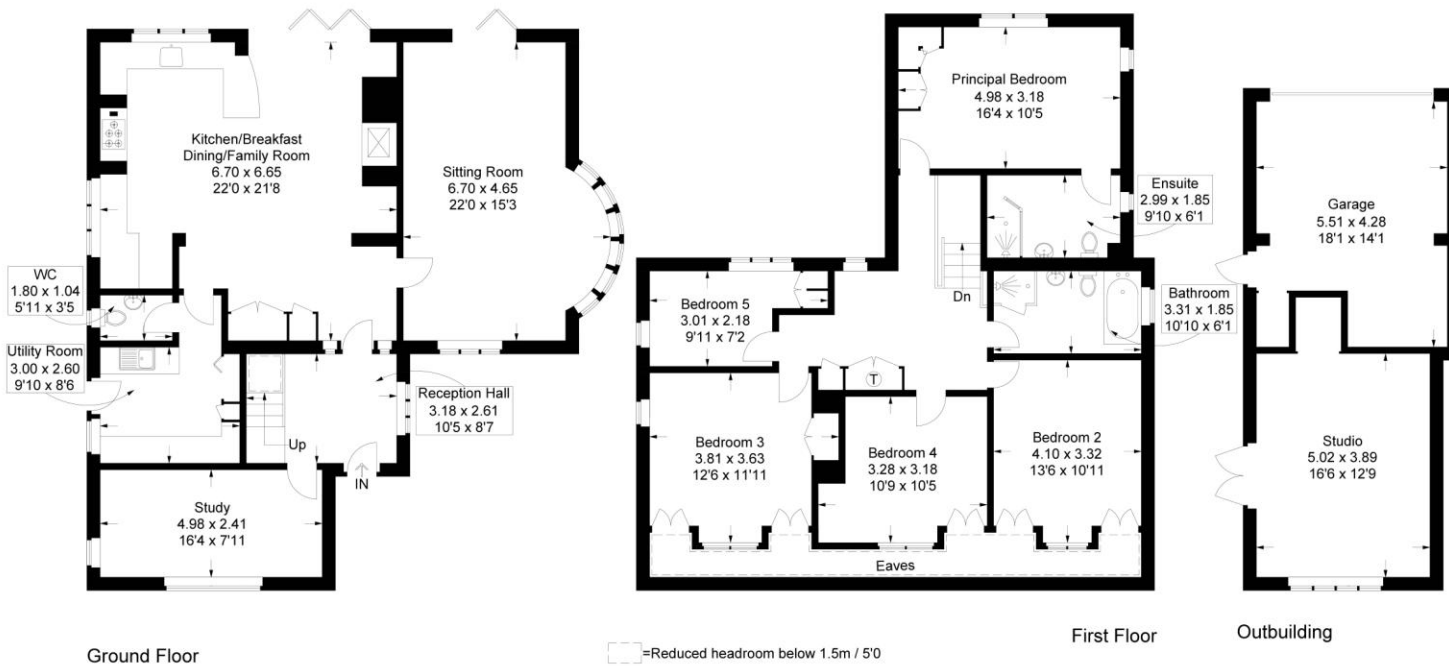 Kitchen/Breakfast
Dining/Family Room
6.70 x 6.65
22'0 x 21'8
Sitting Room
6.70 x 4.65
22'0 x 15'3
WC
1.80 x 1.04
5'11 x 3'5
Utility Room
3.00 x 2.60
9'10 x 8'6
Reception Hall
3.18 x 2.61
10'5 x 8'7
Up
IN
Study
4.98 x 2.41
16'4 x 7'11
Ground Floor
Principal Bedroom
4.98 x 3.18
16'4 x 10'5
Ensuite
2.99 x 1.85
9'10 x 6'1
Dn
Bedroom 5
3.01 x 2.18
9'11 x 7'2
Bathroom
3.31 x 1.85
10'10 x 6'1
T
Bedroom 3
3.81 x 3.63
12'6 x 11'11
Bedroom 4
3.28 x 3.18
10'9 x 10'5
Bedroom 2
4.10 x 3.32
13'6 x 10'11
Eaves
=Reduced headroom below 1.5m / 5'0
First Floor
Garage
5.51 x 4.28
18'1 x 14'1
Studio
5.02 x 3.89
16'6 x 12'9
Outbuilding